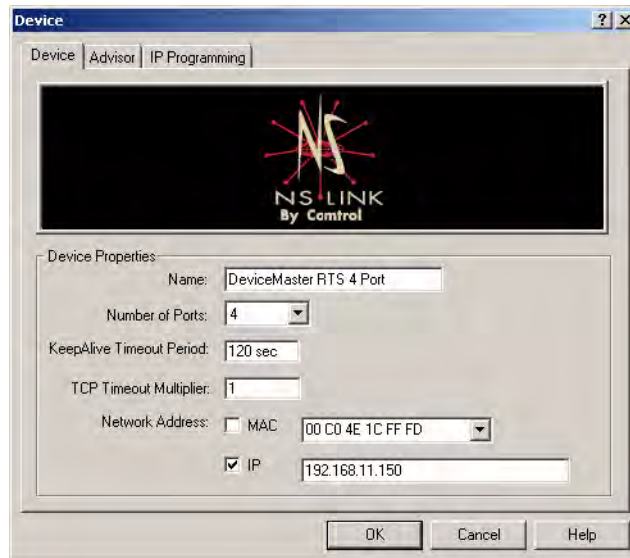 Device
Device Advisor IP Programming
NS
NS LINK
By Comtrol
Device Properties
Name: DeviceMaster RTS 4 Port
Number of Ports: 4
KeepAlive Timeout Period: 120 sec
TCP Timeout Multiplier: 1
Network Address: MAC 00 C0 4E 1C FF FD
IP 192.168.11.150
OK Cancel Help